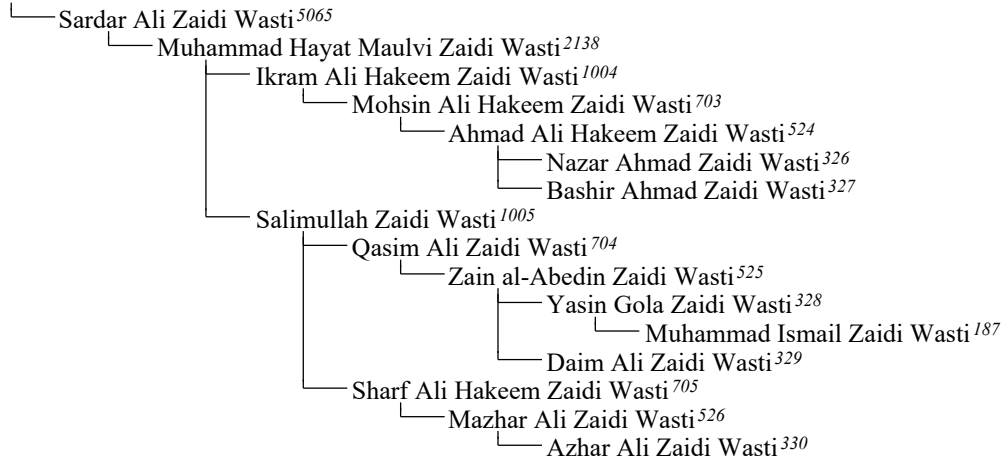 Sardar Ali Zaidi Wasti5065
Muhammad Hayat Maulvi Zaidi Wasti2138
Ikram Ali Hakeem Zaidi Wasti1004
Mohsin Ali Hakeem Zaidi Wasti703
Ahmad Ali Hakeem Zaidi Wasti524
Nazar Ahmad Zaidi Wasti326
Bashir Ahmad Zaidi Wasti327
Salimullah Zaidi Wasti1005
Qasim Ali Zaidi Wasti704
Zain al-Abedin Zaidi Wasti525
Yasin Gola Zaidi Wasti328
Muhammad Ismail Zaidi Wasti187
Daim Ali Zaidi Wasti329
Sharf Ali Hakeem Zaidi Wasti705
Mazhar Ali Zaidi Wasti526
Azhar Ali Zaidi Wasti330